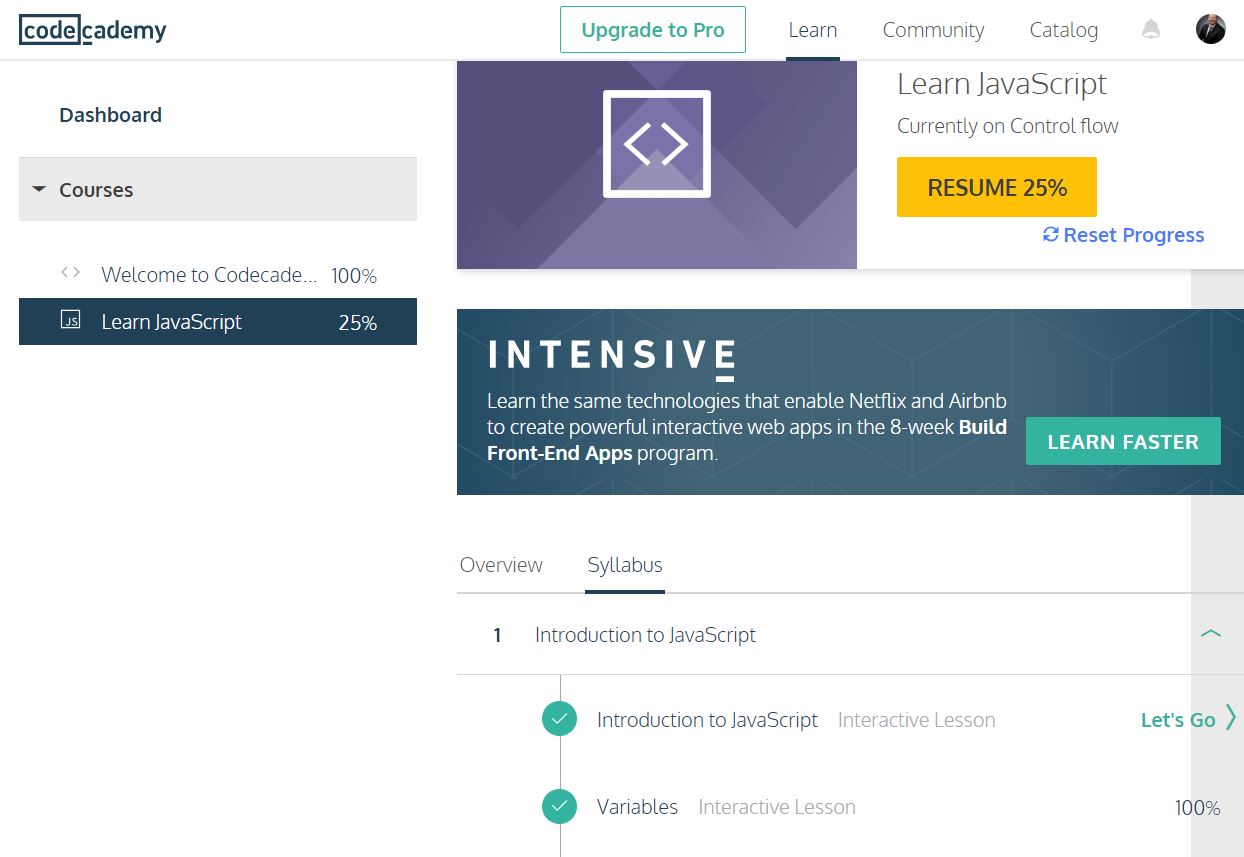 codecademy
Upgrade to Pro
Learn
Community
Catalog
Dashboard
Courses
Welcome to Codecade... 100%
JS Learn JavaScript 25%
Learn JavaScript
Currently on Control flow
RESUME 25%
Reset Progress
INTENSIVE
Learn the same technologies that enable Netflix and Airbnb
to create powerful interactive web apps in the 8-week Build
Front-End Apps program.
LEARN FASTER
Overview
Syllabus
1 Introduction to JavaScript
Introduction to JavaScript Interactive Lesson Let's Go
Variables Interactive Lesson 100%